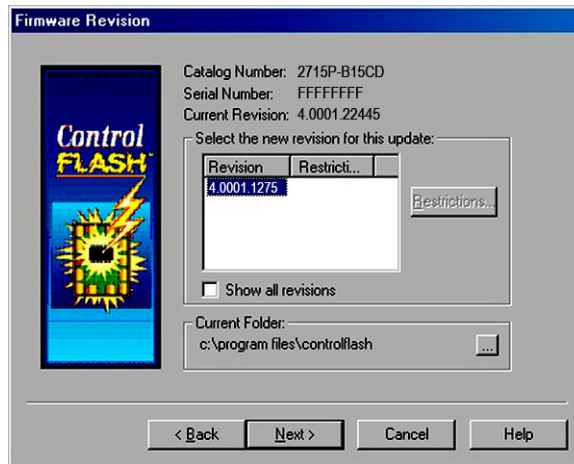 Firmware Revision
Catalog Number: 2715P-B15CD
Serial Number: FFFFFFFF
Current Revision: 4.0001.22445
Control
FLASH
Select the new revision for this update:
Revision Restricti...
4.0001.1275
Restrictions...
Show all revisions
Current Folder:
c:\program files\controlflash
...
< Back Next > Cancel Help